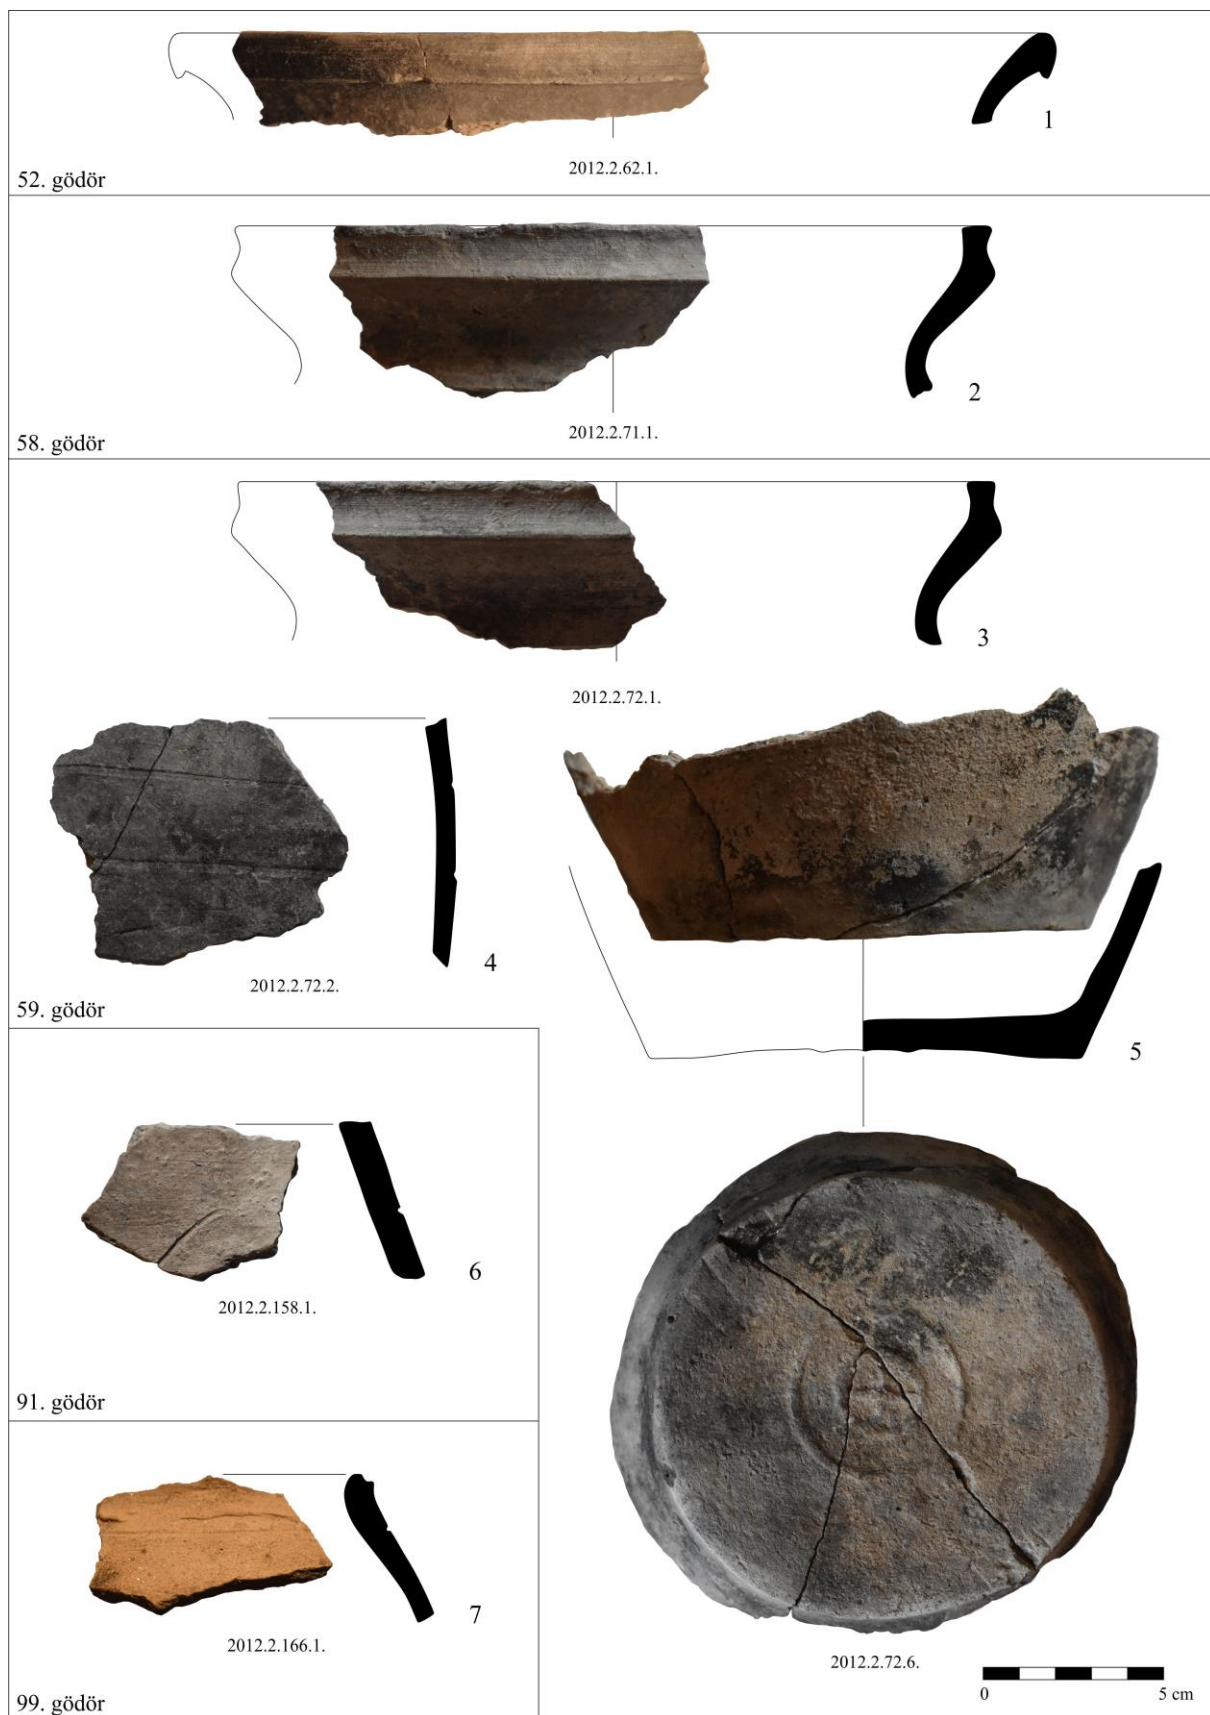 1
2012.2.62.1.
52. gödör
2
2012.2.71.1.
58. gödör
3
2012.2.72.1.
4
2012.2.72.2.
59. gödör
5
6
2012.2.158.1.
91. gödör
7
2012.2.166.1.
99. gödör
2012.2.72.6.
0 5 cm